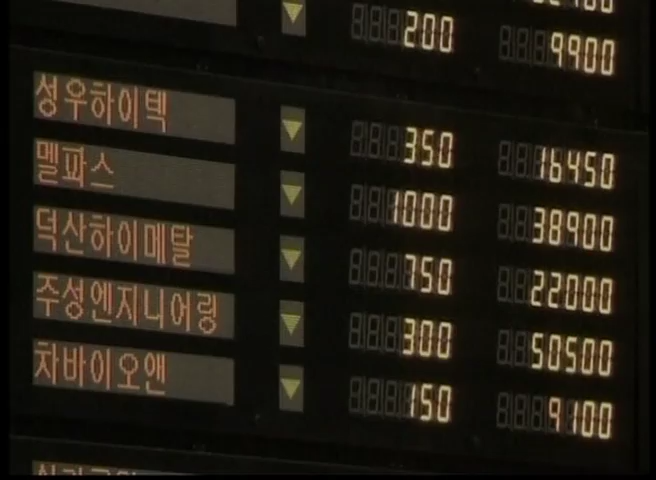 ▼ 200 9900
성우하이텍 ▼ 350 16450
멜파스 ▼ 1000 38900
덕산하이메탈 ▼ 750 22000
주성엔지니어링 ▼ 300 50500
차바이오앤 ▼ 150 9100